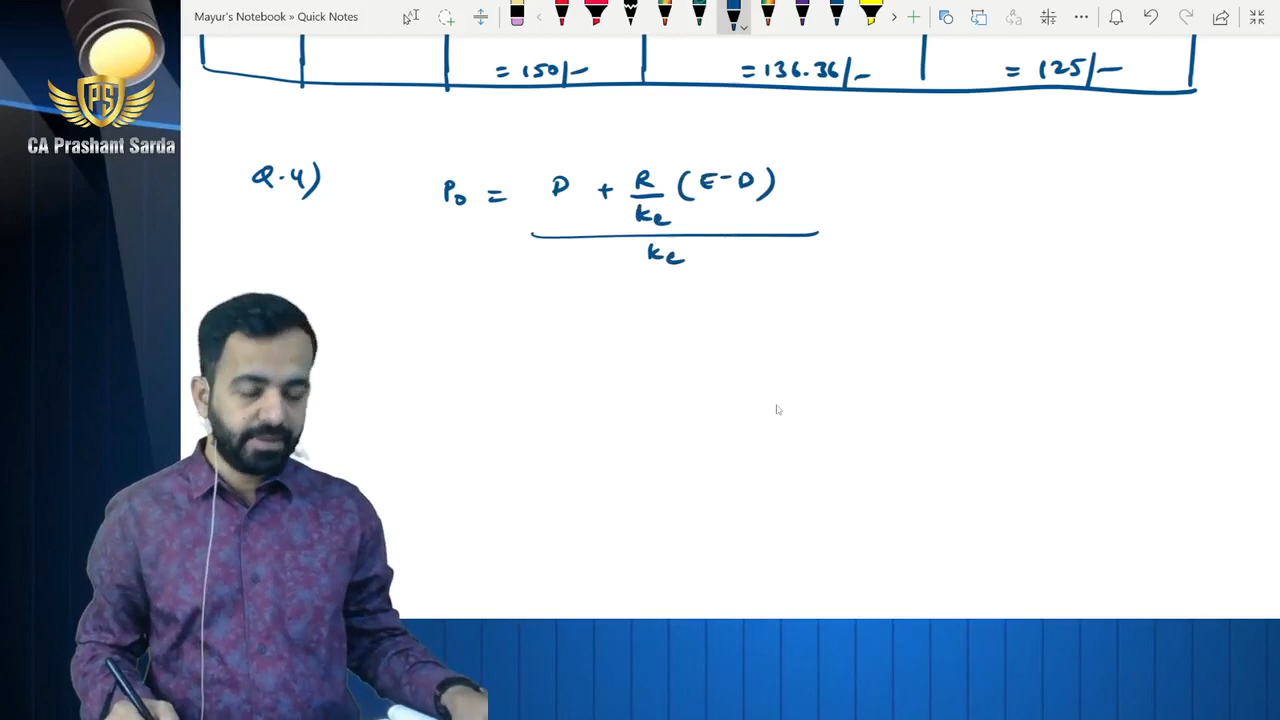 Mayur's Notebook » Quick Notes
= 150/– = 136.36/– = 125/–
PS
CA Prashant Sarda
Q.4) P₀ = D + R/ke (E-D)
ke